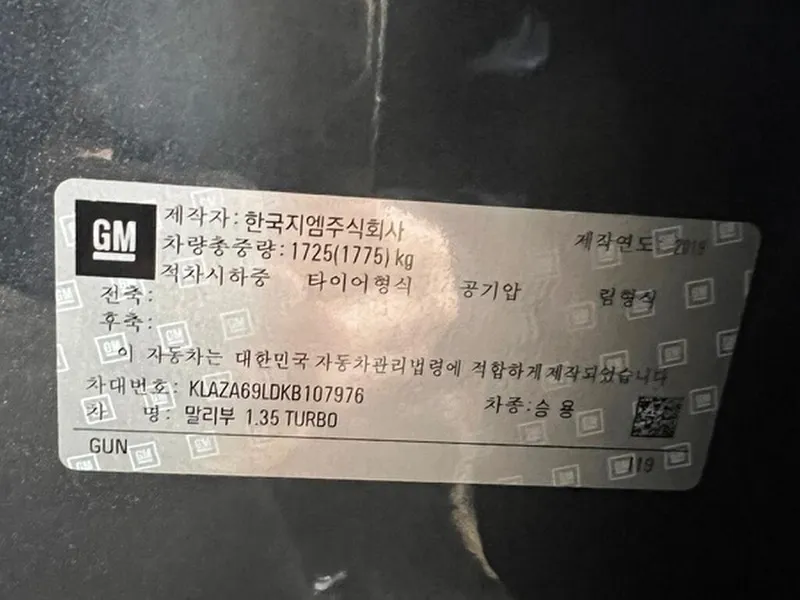 GM
제작자: 한국지엠주식회사 제작연도: 2019
차량총중량: 1725(1775) kg
적차시하중 타이어형식 공기압 림형식
전축:
후축:
이 자동차는 대한민국 자동차관리법령에 적합하게 제작되었습니다
차대번호: KLAZA69LDKB107976 차종: 승 용
차 명: 말리부 1.35 TURBO
GUN 119